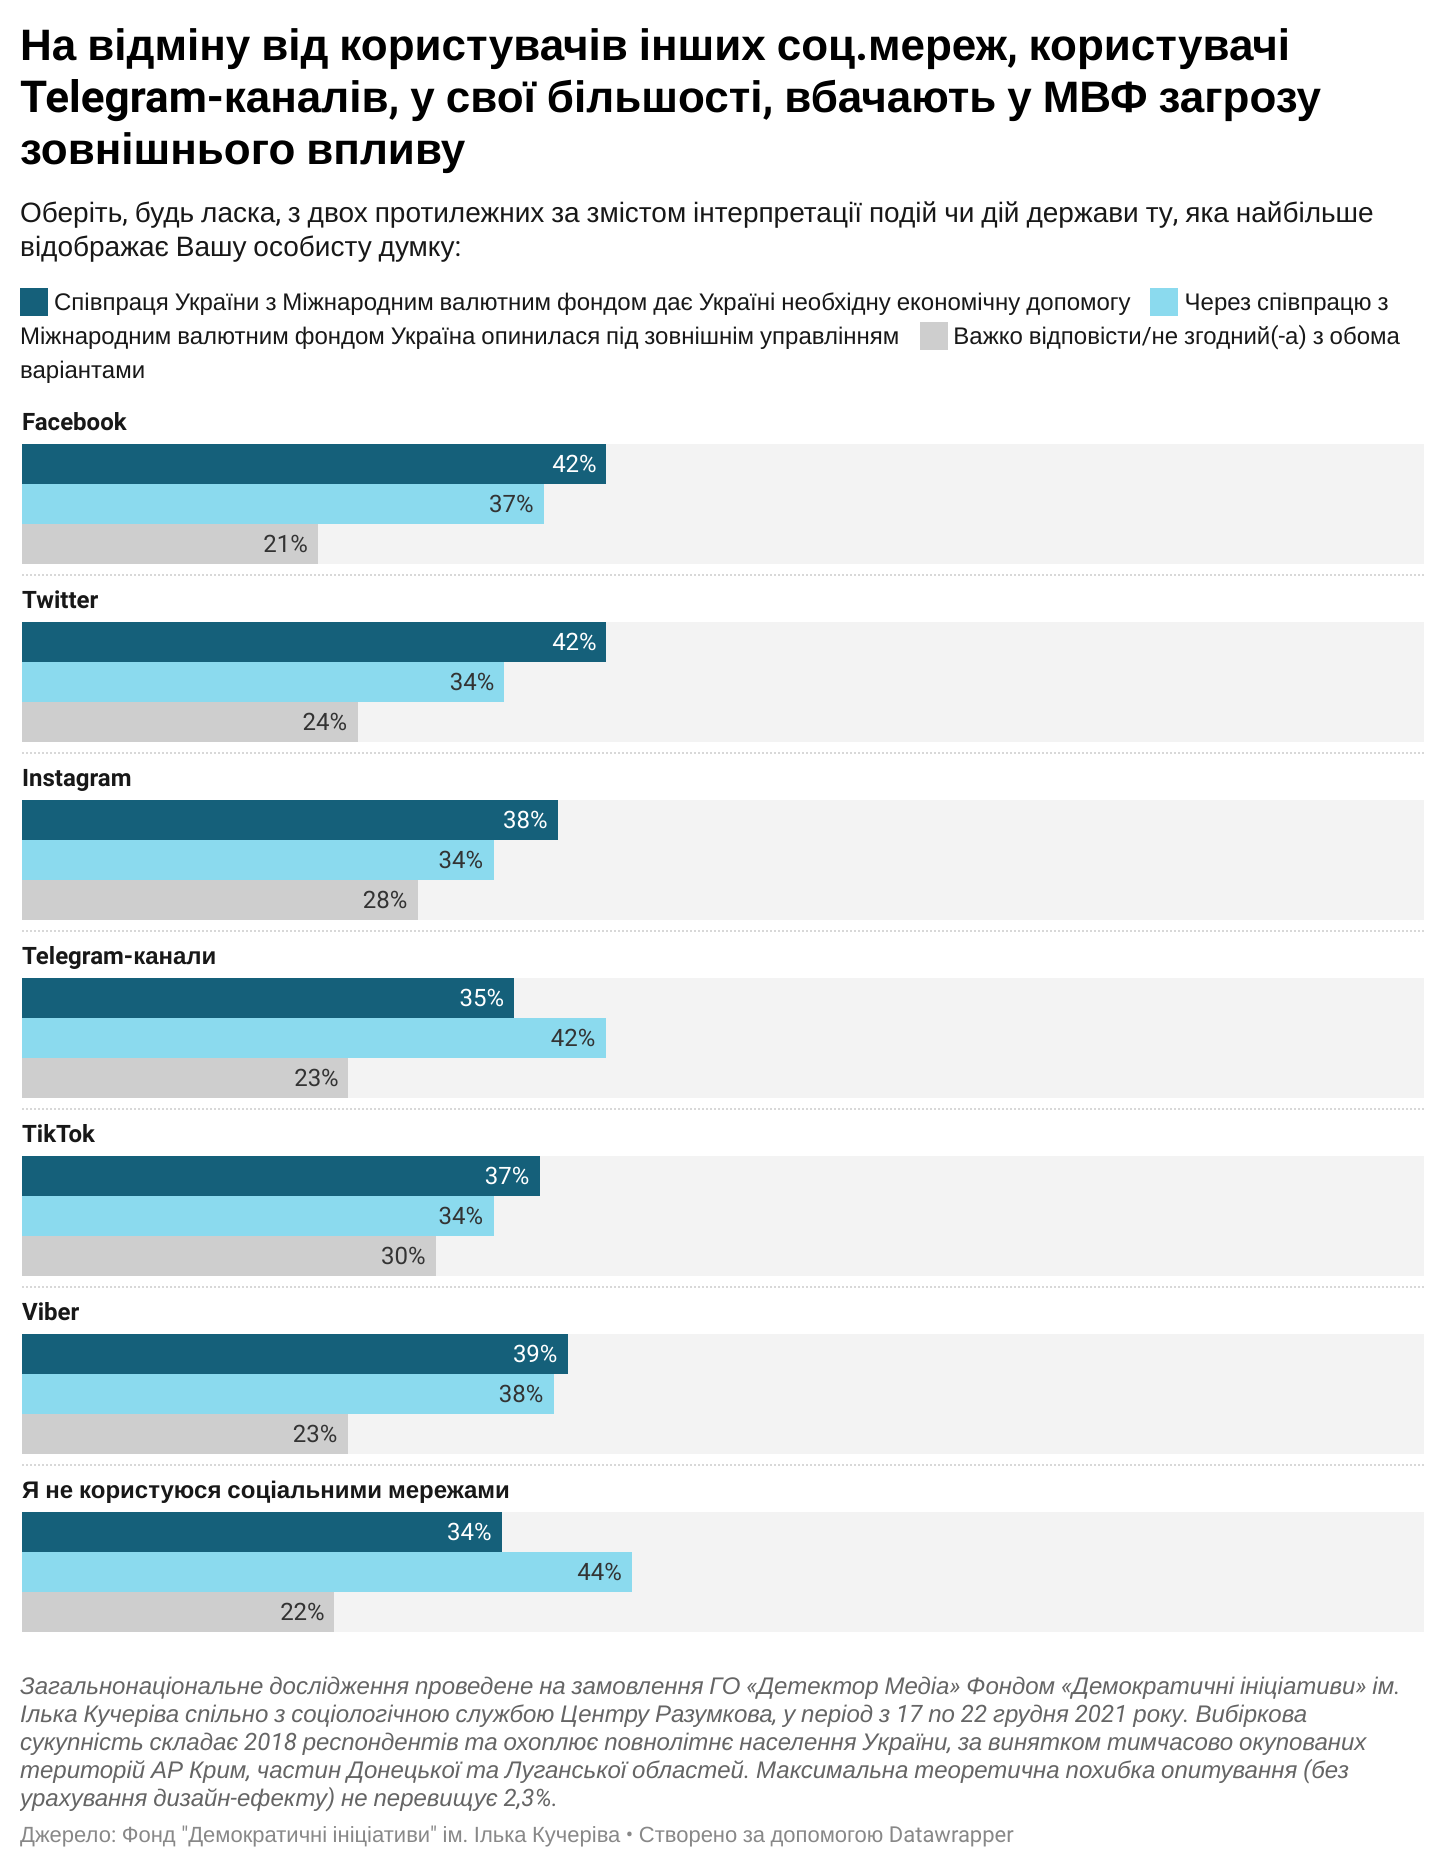 На відміну від користувачів інших соц.мереж, користувачі
Telegram-каналів, у свої більшості, вбачають у МВФ загрозу
зовнішнього впливу
Оберіть, будь ласка, з двох протилежних за змістом інтерпретації подій чи дій держави ту, яка найбільше
відображає Вашу особисту думку:
Співпраця України з Міжнародним валютним фондом дає Україні необхідну економічну допомогу Через співпрацю з
Міжнародним валютним фондом Україна опинилася під зовнішнім управлінням Важко відповісти/не згодний(-а) з обома
варіантами
Facebook
42%
37%
21%
Twitter
42%
34%
24%
Instagram
38%
34%
28%
Telegram-канали
35%
42%
23%
TikTok
37%
34%
30%
Viber
39%
38%
23%
Я не користуюся соціальними мережами
34%
44%
22%
Загальнонаціональне дослідження проведене на замовлення ГО «Детектор Медіа» Фондом «Демократичні ініціативи» ім.
Ілька Кучеріва спільно з соціологічною службою Центру Разумкова, у період з 17 по 22 грудня 2021 року. Вибіркова
сукупність складає 2018 респондентів та охоплює повнолітнє населення України, за винятком тимчасово окупованих
територій АР Крим, частин Донецької та Луганської областей. Максимальна теоретична похибка опитування (без
урахування дизайн-ефекту) не перевищує 2,3%.
Джерело: Фонд "Демократичні ініціативи" ім. Ілька Кучеріва • Створено за допомогою Datawrapper